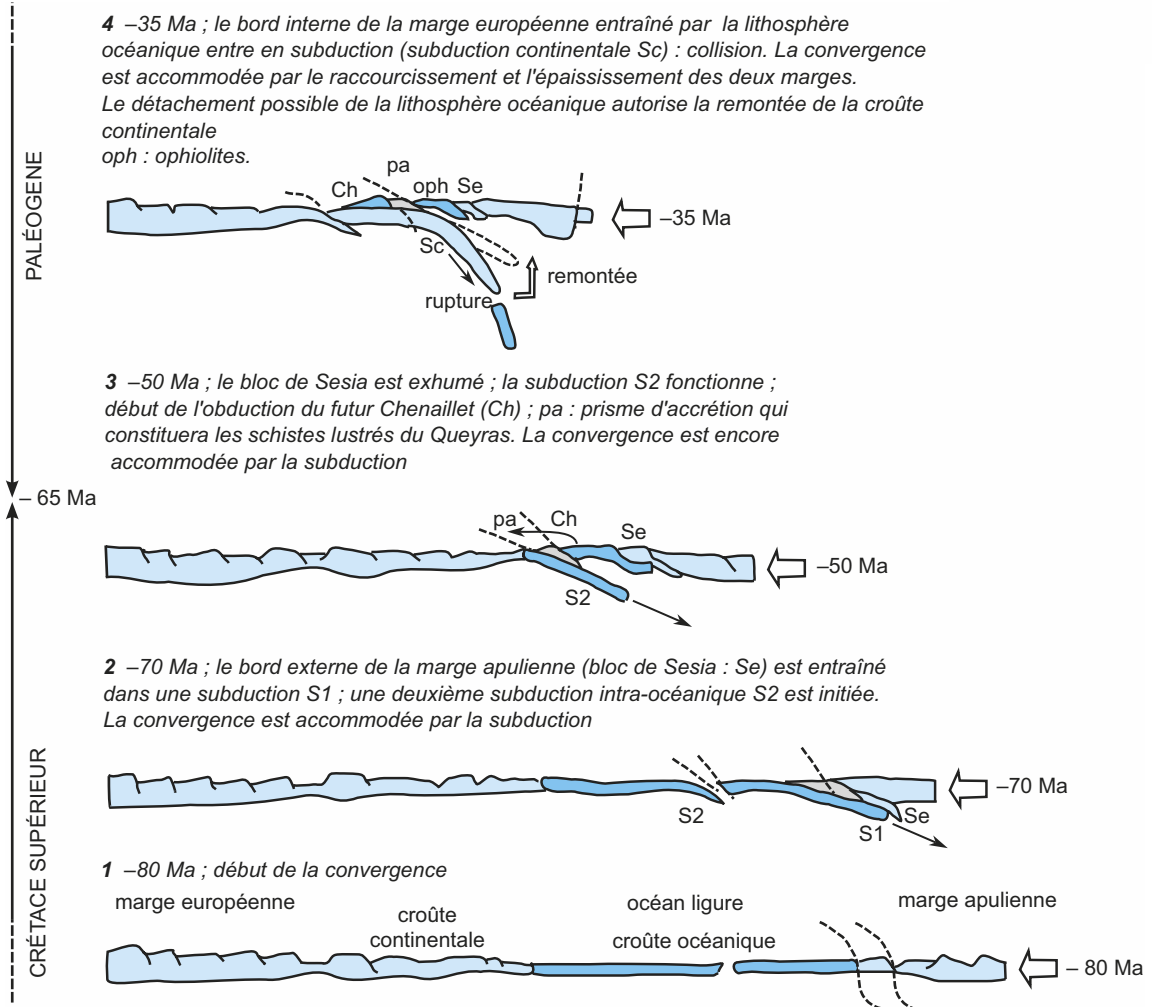 4 –35 Ma ; le bord interne de la marge européenne entraîné par la lithosphère
océanique entre en subduction (subduction continentale Sc) : collision. La convergence
est accommodée par le raccourcissement et l'épaississement des deux marges.
Le détachement possible de la lithosphère océanique autorise la remontée de la croûte
continentale
oph : ophiolites.
PALÉOGENE
pa
Ch
oph
Se
–35 Ma
Sc
remontée
rupture
3 –50 Ma ; le bloc de Sesia est exhumé ; la subduction S2 fonctionne ;
début de l'obduction du futur Chenaillet (Ch) ; pa : prisme d'accrétion qui
constituera les schistes lustrés du Queyras. La convergence est encore
accommodée par la subduction
– 65 Ma
pa
Ch
Se
–50 Ma
S2
2 –70 Ma ; le bord externe de la marge apulienne (bloc de Sesia : Se) est entraîné
dans une subduction S1 ; une deuxième subduction intra-océanique S2 est initiée.
La convergence est accommodée par la subduction
CRÉTACE SUPÉRIEUR
–70 Ma
S2
Se
S1
1 –80 Ma ; début de la convergence
marge européenne
océan ligure
marge apulienne
croûte
continentale
croûte océanique
– 80 Ma